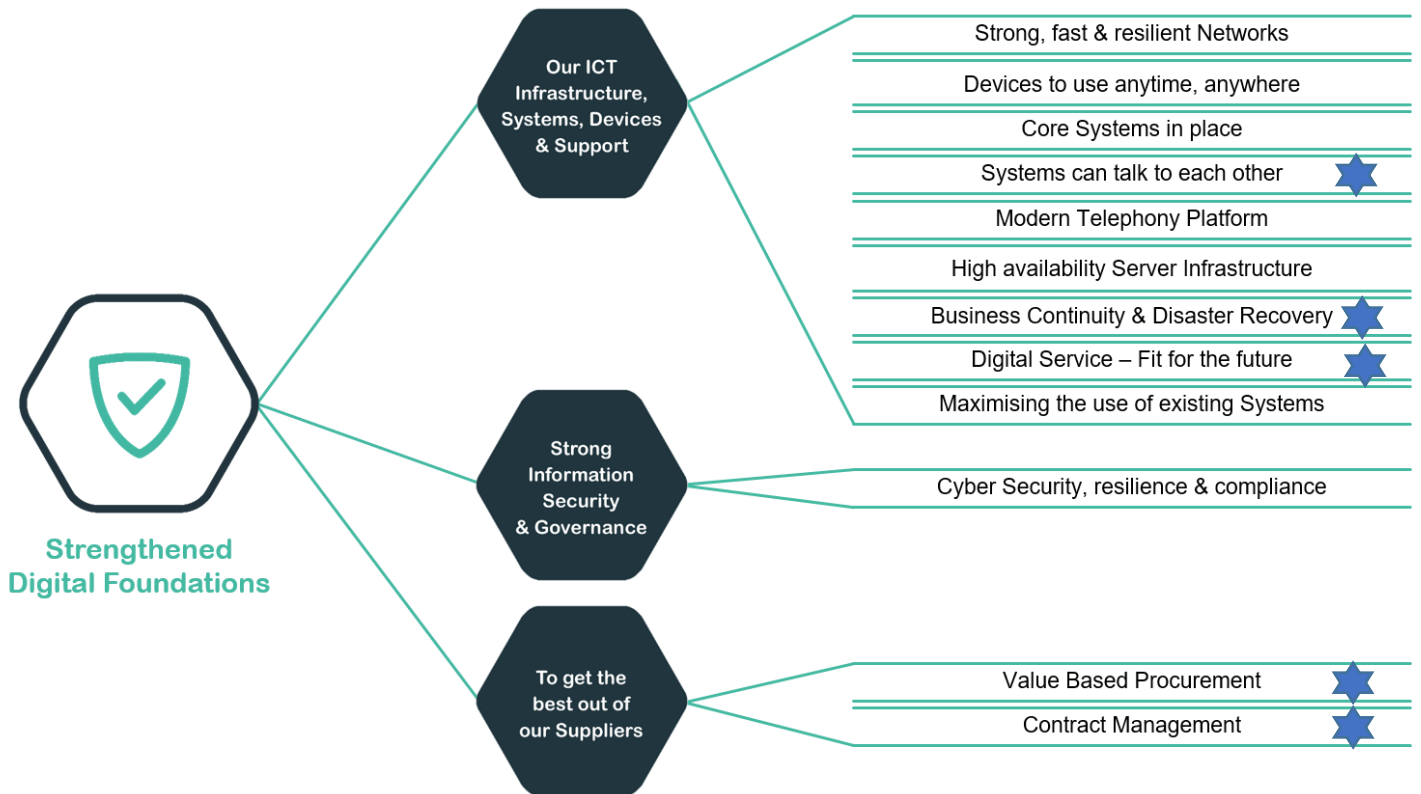 Our ICT
Infrastructure,
Systems, Devices
& Support
Strong, fast & resilient Networks
Devices to use anytime, anywhere
Core Systems in place
Systems can talk to each other
Modern Telephony Platform
High availability Server Infrastructure
Business Continuity & Disaster Recovery
Digital Service – Fit for the future
Maximising the use of existing Systems
Strengthened
Digital Foundations
Strong
Information
Security
& Governance
Cyber Security, resilience & compliance
To get the
best out of
our Suppliers
Value Based Procurement
Contract Management